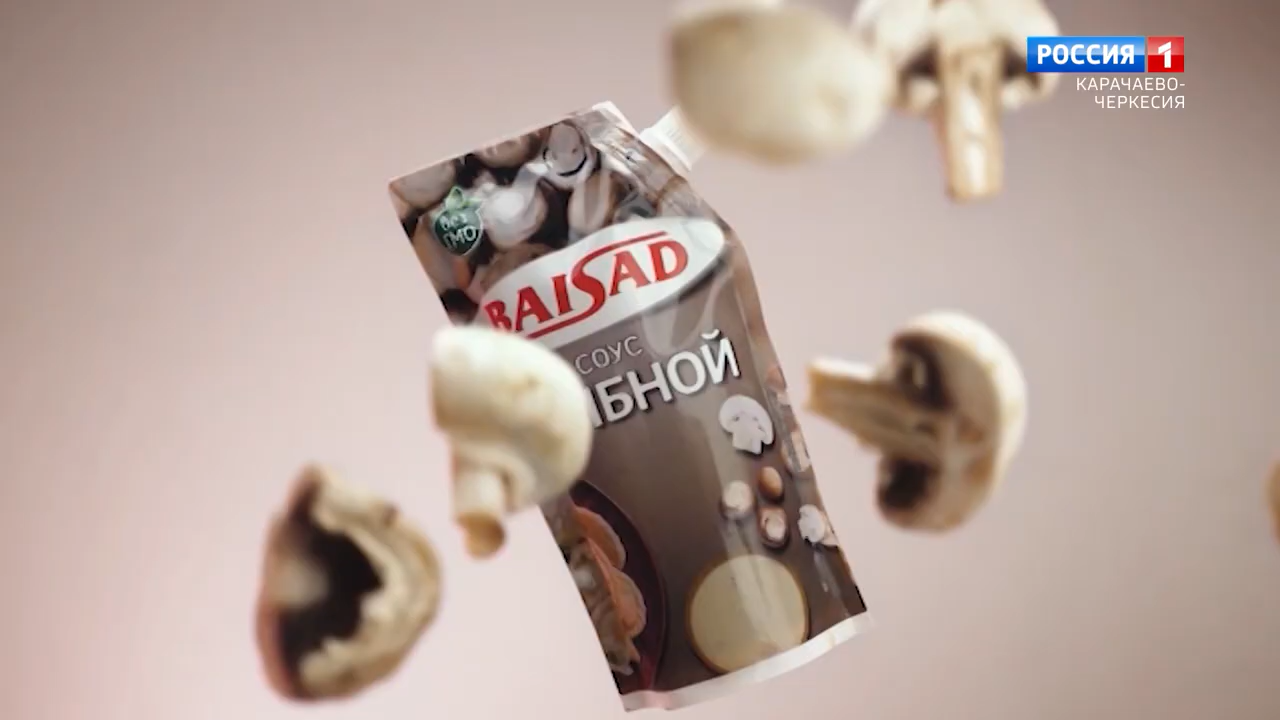 РОССИЯ 1
КАРАЧАЕВО-
ЧЕРКЕСИЯ
без
ГМО
BAISAD
СОУС
ИБНОЙ